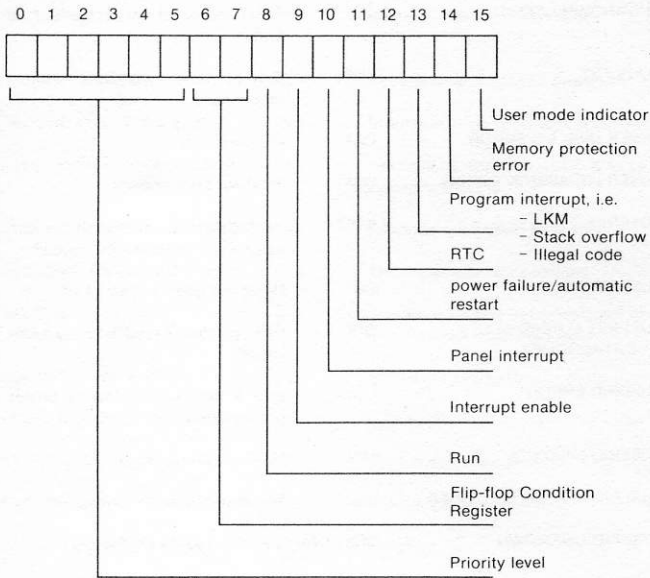 0 1 2 3 4 5 6 7 8 9 10 11 12 13 14 15
User mode indicator
Memory protection
error
Program interrupt, i.e.
- LKM
- Stack overflow
RTC - Illegal code
power failure/automatic
restart
Panel interrupt
Interrupt enable
Run
Flip-flop Condition
Register
Priority level